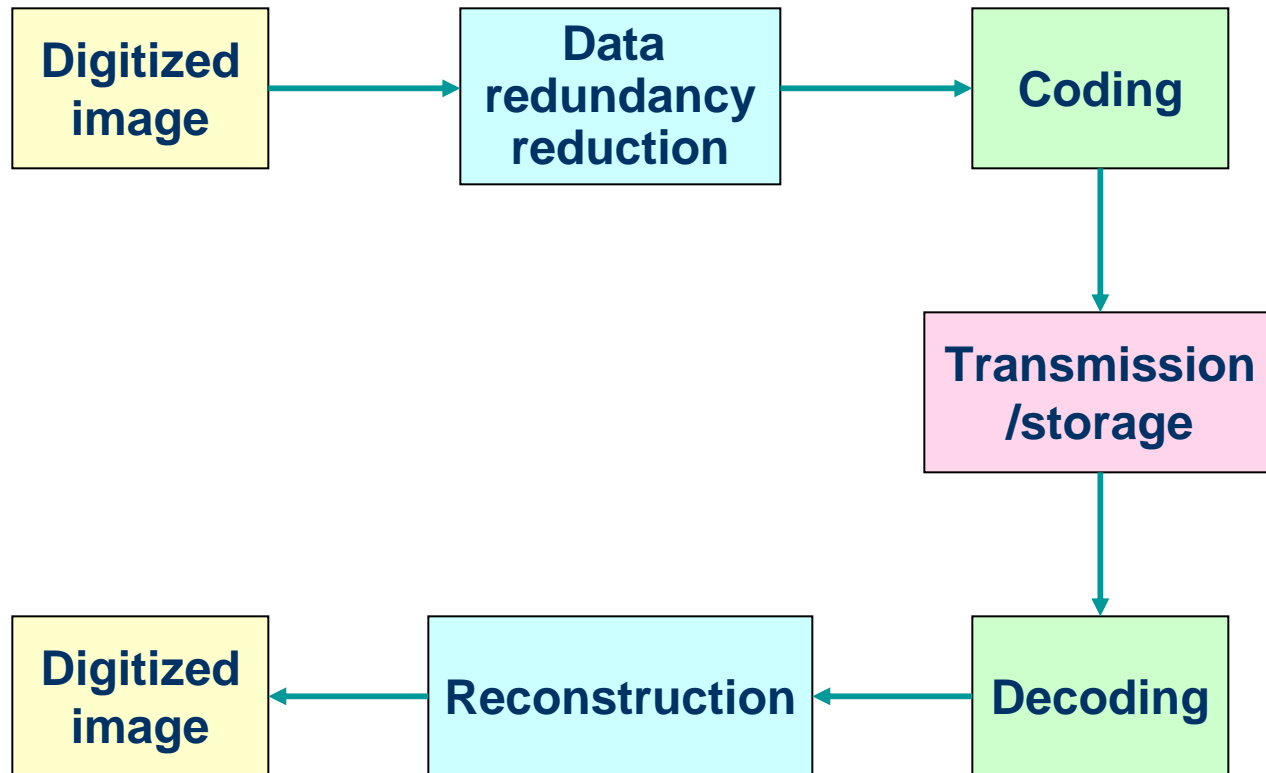 Digitized
image
Data
redundancy
reduction
Coding
Transmission
/storage
Decoding
Reconstruction
Digitized
image